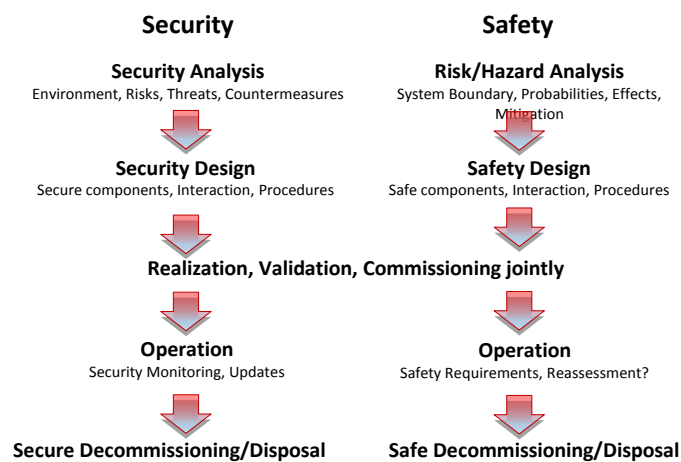 Security
Safety
Security Analysis
Environment, Risks, Threats, Countermeasures
Risk/Hazard Analysis
System Boundary, Probabilities, Effects,
Mitigation
Security Design
Secure components, Interaction, Procedures
Safety Design
Safe components, Interaction, Procedures
Realization, Validation, Commissioning jointly
Operation
Security Monitoring, Updates
Operation
Safety Requirements, Reassessment?
Secure Decommissioning/Disposal
Safe Decommissioning/Disposal